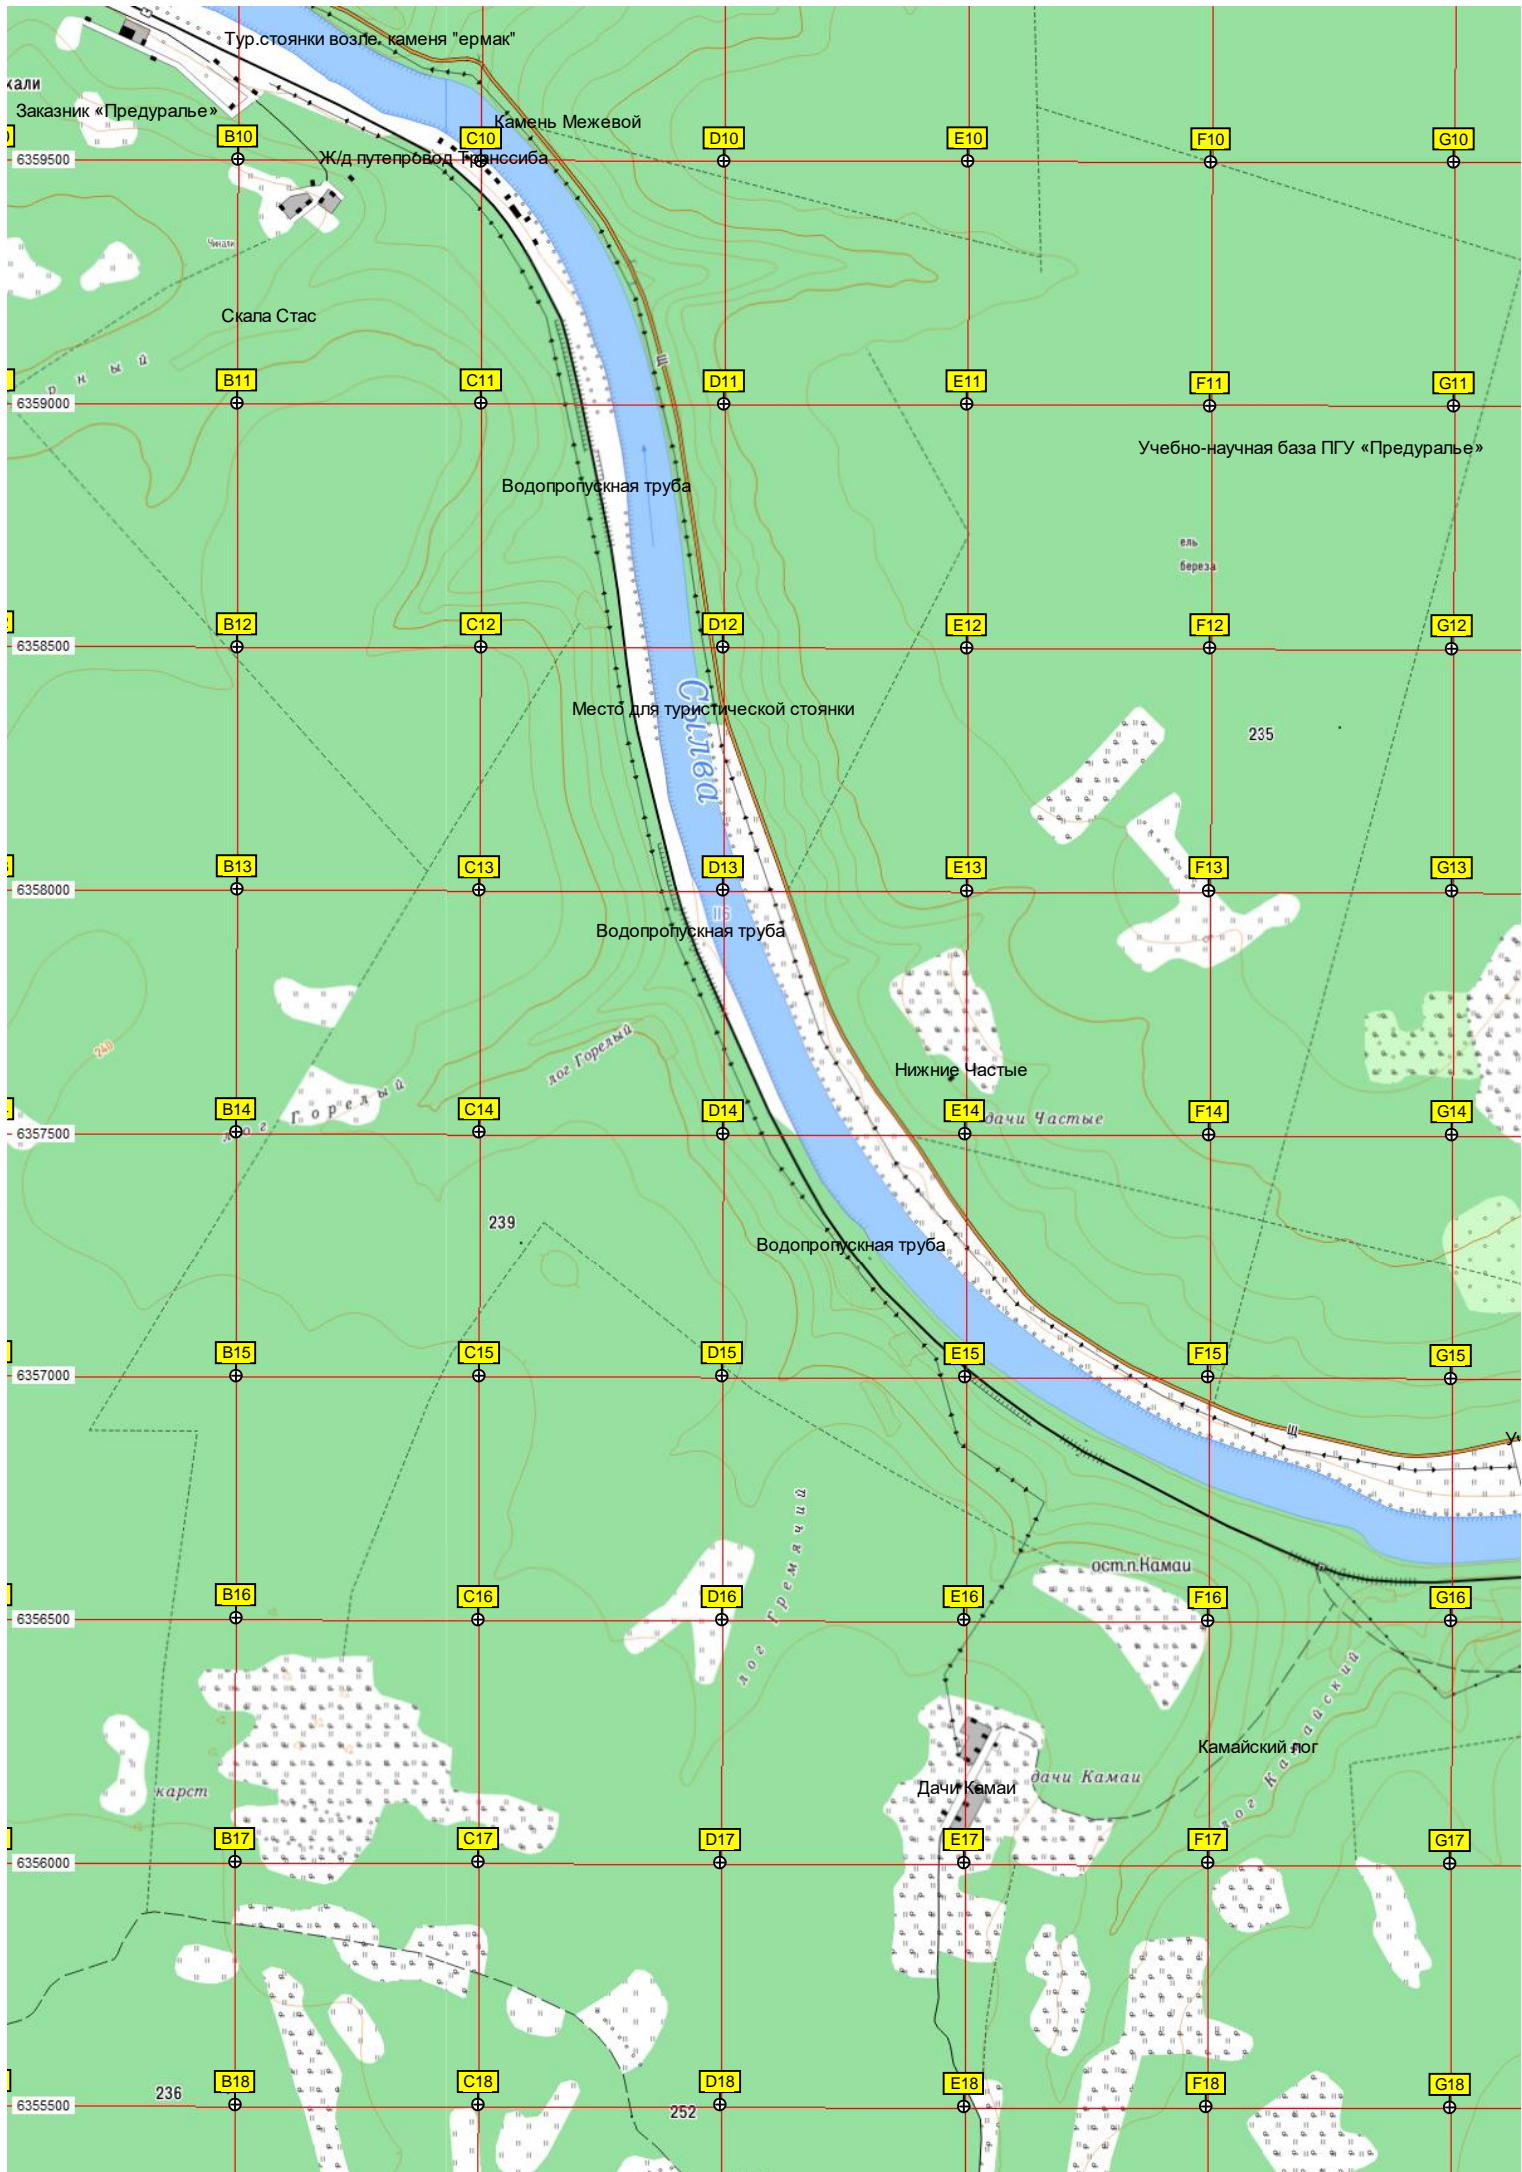 Тур.стоянки возле. каменя "ермак"
хали
Заказник «Предуралье»
Камень Межевой
B10
C10
D10
E10
F10
G10
6359500
Ж/д путепровод Транссиба
Чикали
Скала Стас
р н ы й
Щ
B11
C11
D11
E11
F11
G11
6359000
Учебно-научная база ПГУ «Предуралье»
Водопропускная труба
ель
береза
B12
C12
D12
E12
F12
G12
6358500
Сылва
Место для туристической стоянки
235
B13
C13
D13
E13
F13
G13
6358000
116
Водопропускная труба
240
лог Горелый
Нижние Частые
лог Горелый
дачи Частые
B14
C14
D14
E14
F14
G14
6357500
239
Водопропускная труба
B15
C15
D15
E15
F15
G15
6357000
Щ
лог Гремячий
ост.п.Камаи
B16
C16
D16
E16
F16
G16
6356500
лог Камайский
Камайский лог
карст
Дачи Камаи
дачи Камаи
B17
C17
D17
E17
F17
G17
6356000
B18
C18
D18
E18
F18
G18
236
6355500
252